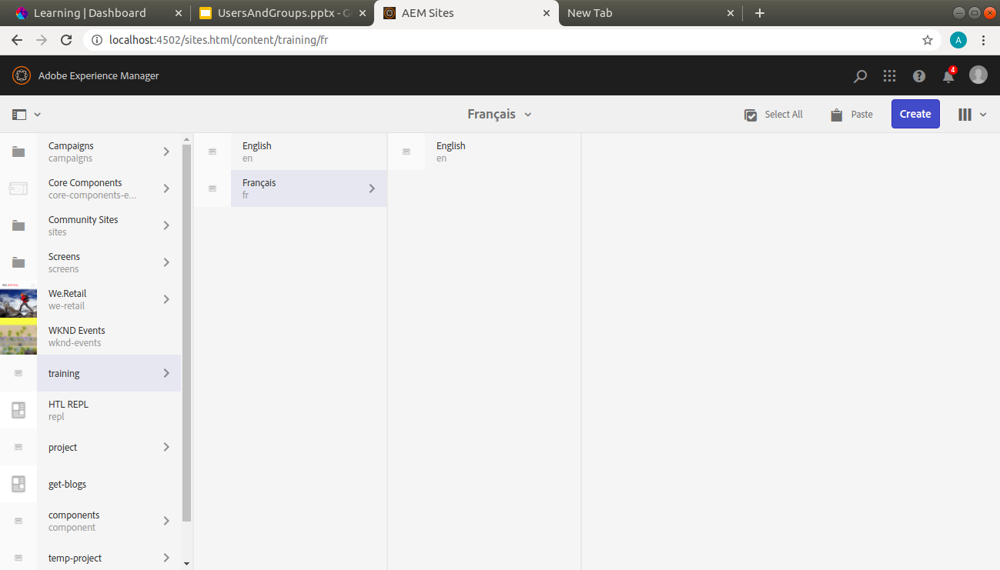 Learning | Dashboard
UsersAndGroups.pptx - G
AEM Sites
New Tab
localhost:4502/sites.html/content/training/fr
A
Adobe Experience Manager
4
Français
Select All
Paste
Create
Campaigns
campaigns
Core Components
core-components-e...
Community Sites
sites
Screens
screens
We.Retail
we-retail
WKND Events
wknd-events
training
HTL REPL
repl
project
get-blogs
components
component
temp-project
English
en
Français
fr
English
en